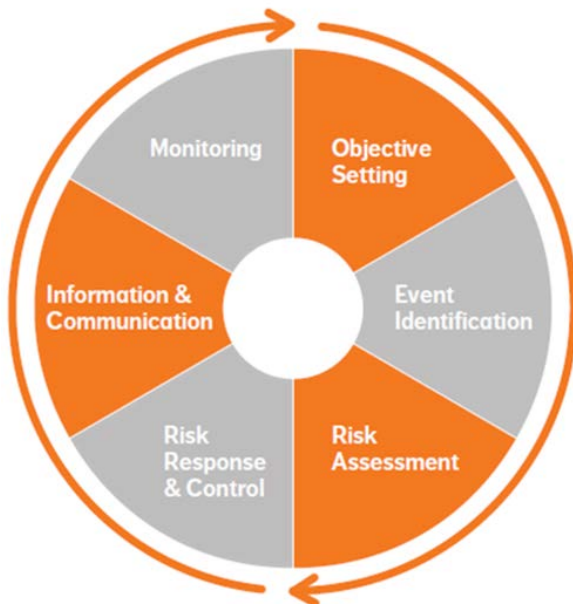 Monitoring
Objective
Setting
Information &
Communication
Event
Identification
Risk
Response
& Control
Risk
Assessment